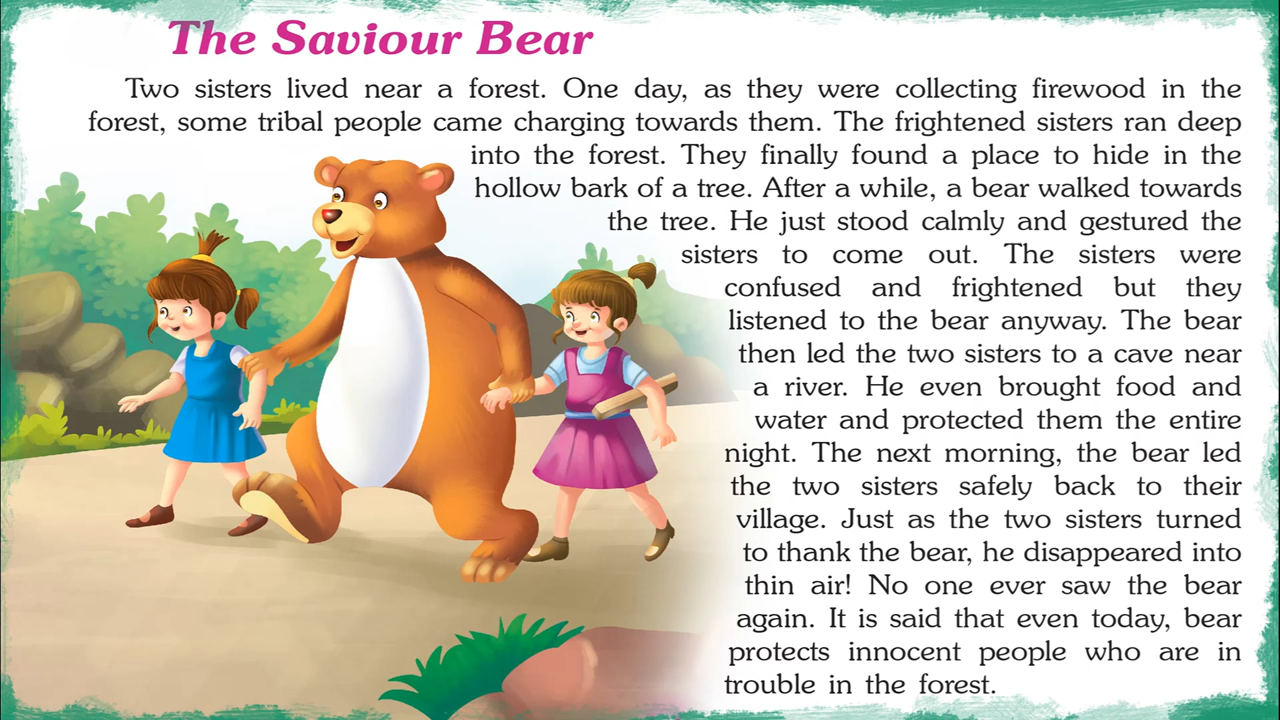 The Saviour Bear
Two sisters lived near a forest. One day, as they were collecting firewood in the
forest, some tribal people came charging towards them. The frightened sisters ran deep
into the forest. They finally found a place to hide in the
hollow bark of a tree. After a while, a bear walked towards
the tree. He just stood calmly and gestured the
sisters to come out. The sisters were
confused and frightened but they
listened to the bear anyway. The bear
then led the two sisters to a cave near
a river. He even brought food and
water and protected them the entire
night. The next morning, the bear led
the two sisters safely back to their
village. Just as the two sisters turned
to thank the bear, he disappeared into
thin air! No one ever saw the bear
again. It is said that even today, bear
protects innocent people who are in
trouble in the forest.